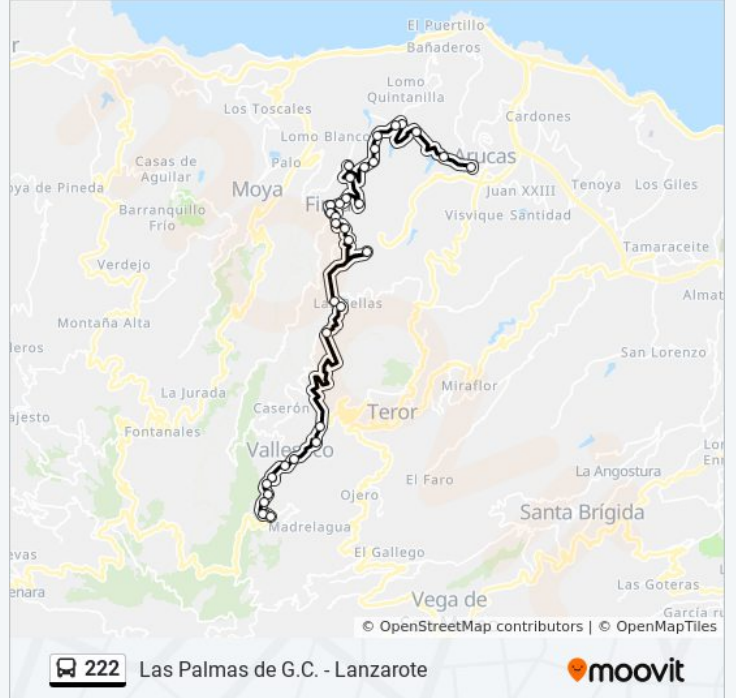 El Puertillo
Bañaderos
r
Lomo
Quintanilla
Los Toscales
Cardones
Lomo Blanco
Arucas
Casas de
Aguilar
Palo
oya de Pineda
Moya
Juan XXIII
Tenoya
Los Giles
Barranquillo
Frío
Fi
Visvique
Santidad
Tamaraceite
Verdejo
Almat
Montaña Alta
leros
San Lorenzo
La Jurada
Miraflor
Caserón
Teror
ajesto
Fontanales
Valles
co
La Angostura
El Faro
Ojero
Santa Brígida
Madrelagua
evas
El Gallego
enara
Las Goteras
Vega de
García ru
© OpenStreetMap contributors | © OpenMapTiles
222
Las Palmas de G.C. - Lanzarote
moovit